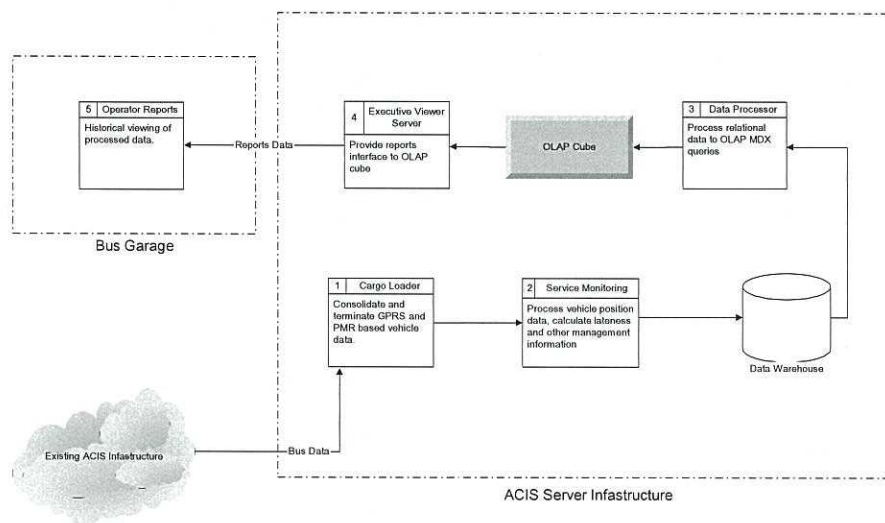 5 Operator Reports
Historical viewing of
processed data.
Reports Data
4 Executive Viewer
Server
Provide reports
interface to OLAP
cube
OLAP Cube
3 Data Processor
Process relational
data to OLAP MDX
queries
Bus Garage
1 Cargo Loader
Consolidate and
terminate GPRS and
PMR based vehicle
data.
2 Service Monitoring
Process vehicle position
data, calculate lateness
and other management
information
Data Warehouse
Existing ACIS Infastructure
Bus Data
ACIS Server Infastructure